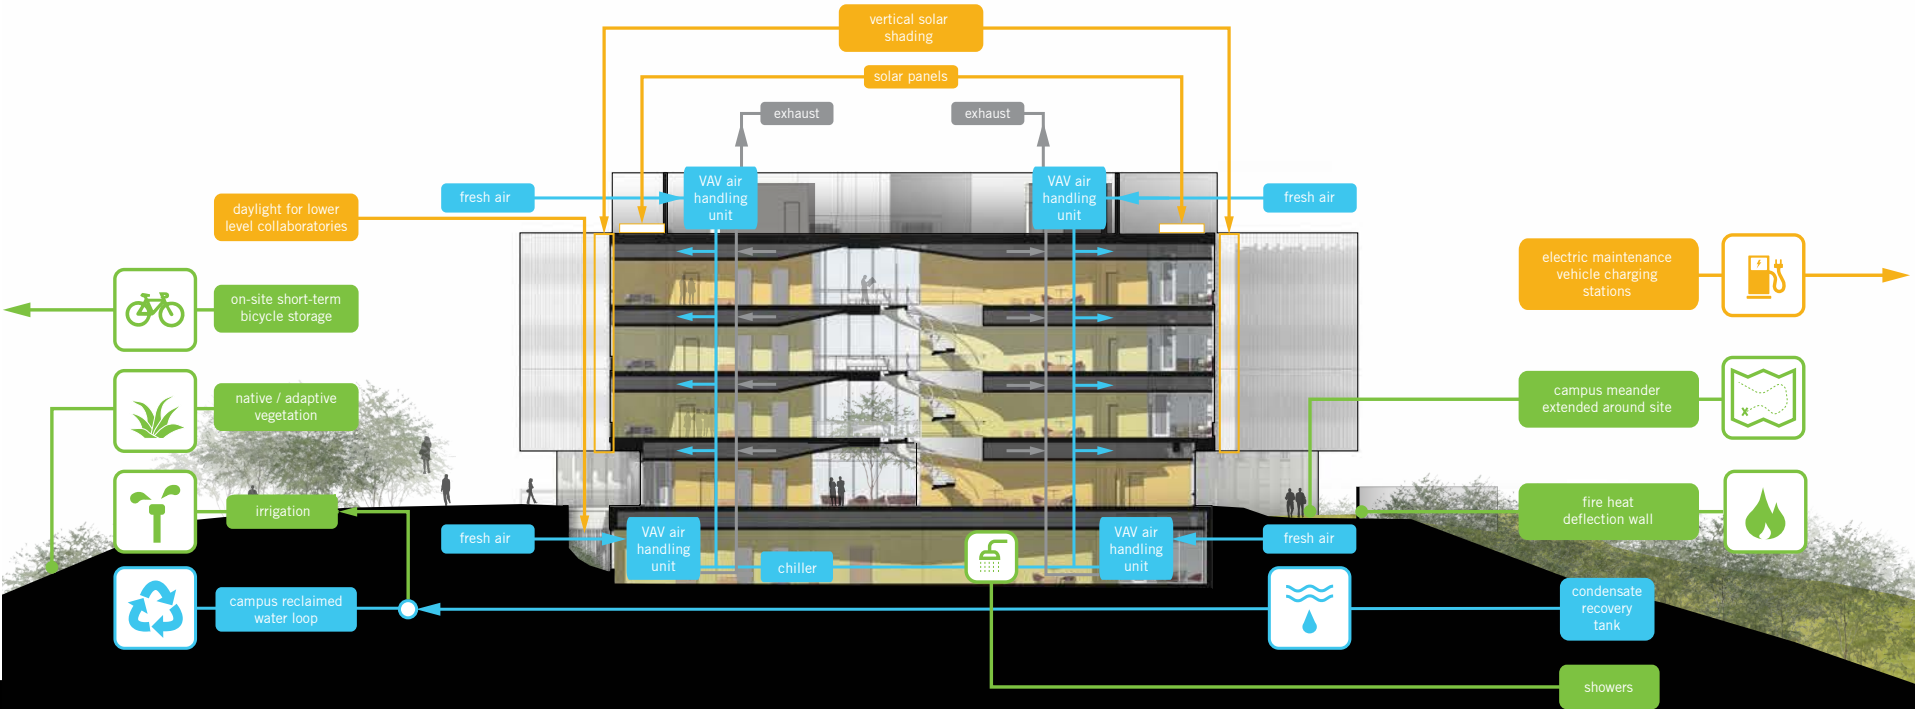 vertical solar
shading
solar panels
exhaust
exhaust
fresh air
VAV air
handling
unit
VAV air
handling
unit
fresh air
daylight for lower
level collaboratories
electric maintenance
vehicle charging
stations
on-site short-term
bicycle storage
native / adaptive
vegetation
campus meander
extended around site
x
irrigation
fire heat
deflection wall
fresh air
VAV air
handling
unit
chiller
VAV air
handling
unit
fresh air
campus reclaimed
water loop
condensate
recovery
tank
showers